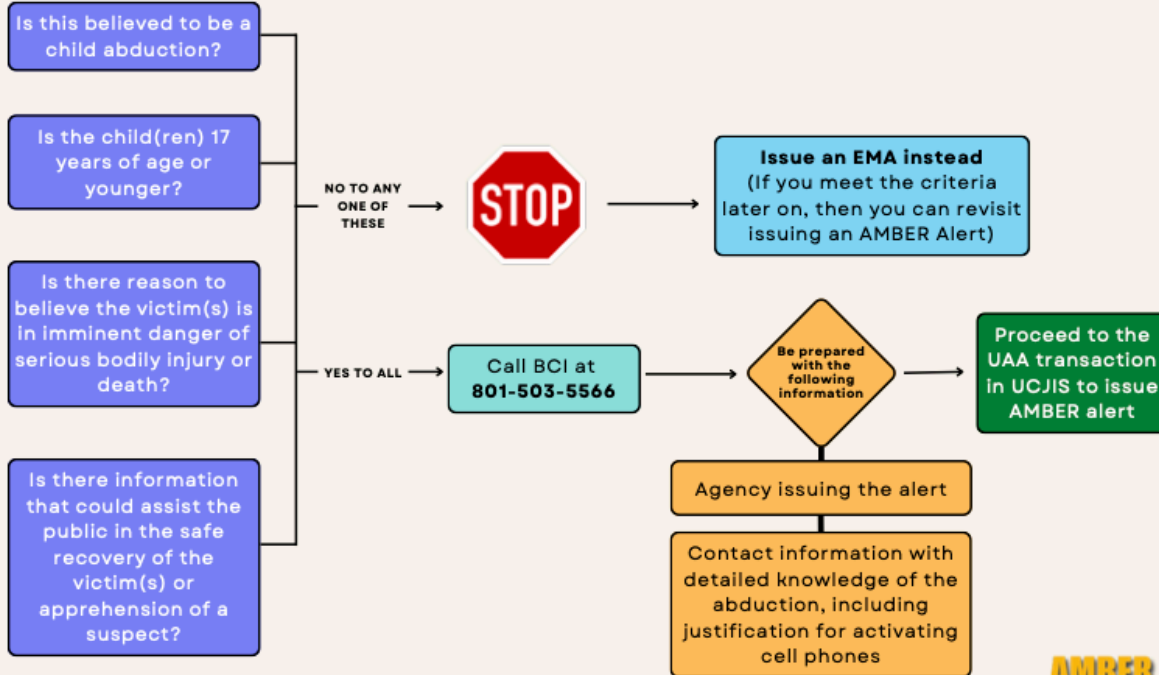 Is this believed to be a
child abduction?
Is the child(ren) 17
years of age or
younger?
Is there reason to
believe the victim(s) is
in imminent danger of
serious bodily injury or
death?
Is there information
that could assist the
public in the safe
recovery of the
victim(s) or
apprehension of a
suspect?
NO TO ANY
ONE OF
THESE
STOP
Issue an EMA instead
(If you meet the criteria
later on, then you can revisit
issuing an AMBER Alert)
YES TO ALL
Call BCI at
801-503-5566
Be prepared
with the
following
information
Proceed to the
UAA transaction
in UCJIS to issue
AMBER alert
Agency issuing the alert
Contact information with
detailed knowledge of the
abduction, including
justification for activating
cell phones
AMBER